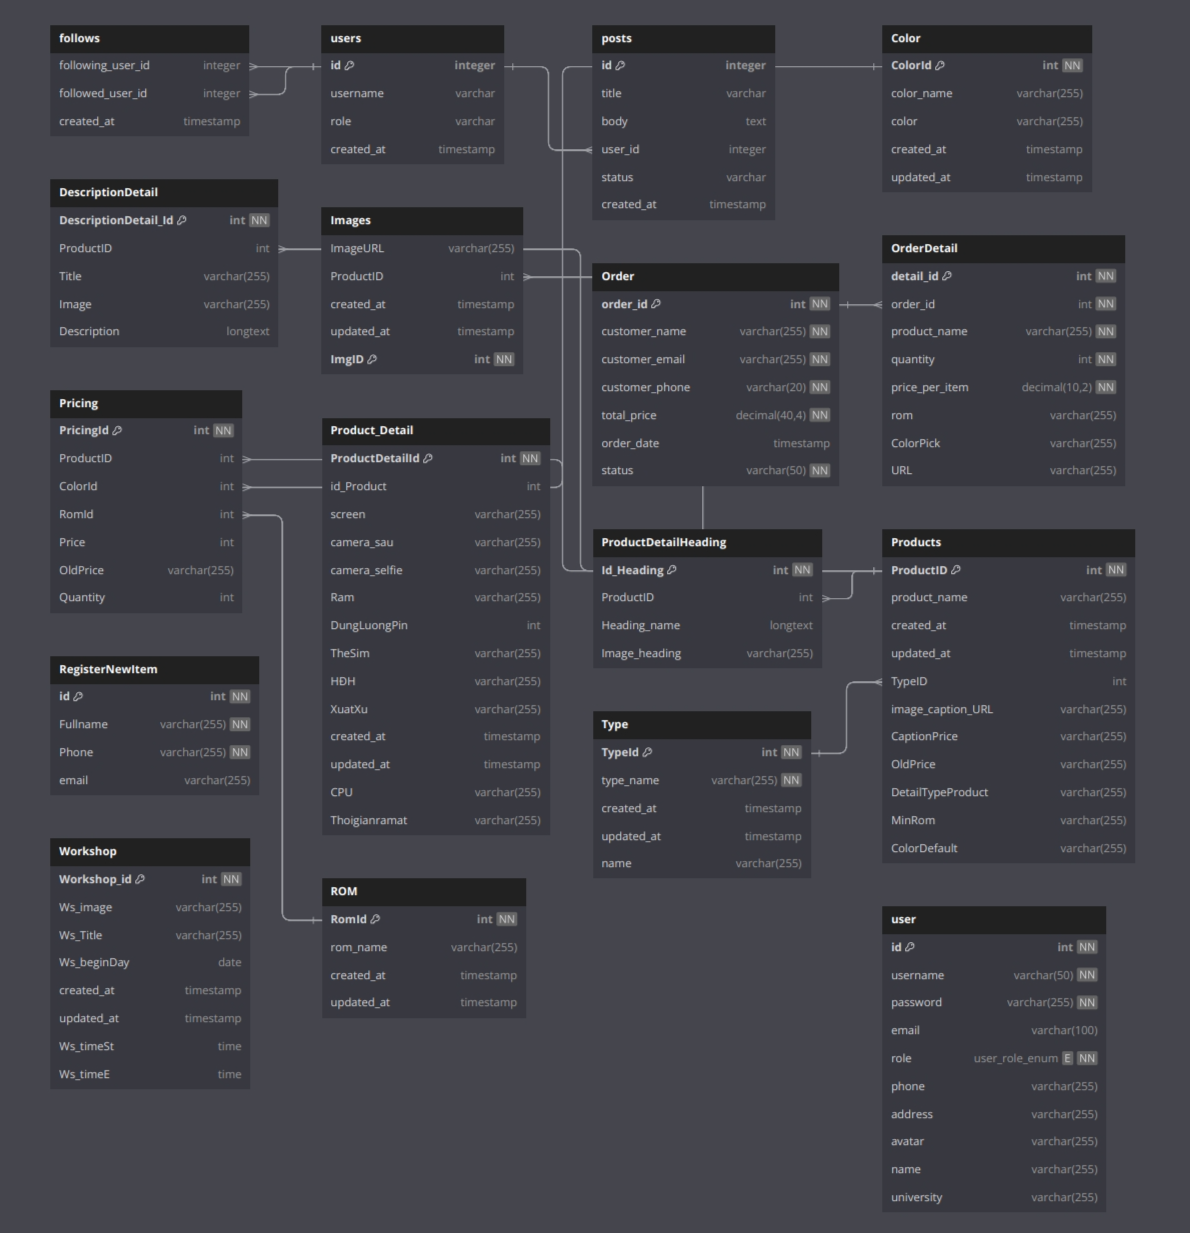 follows
following_user_id integer
followed_user_id integer
created_at timestamp
users
id integer
username varchar
role varchar
created_at timestamp
posts
id integer
title varchar
body text
user_id integer
status varchar
created_at timestamp
Color
ColorId int NN
color_name varchar(255)
color varchar(255)
created_at timestamp
updated_at timestamp
DescriptionDetail
DescriptionDetail_Id int NN
ProductID int
Title varchar(255)
Image varchar(255)
Description longtext
Images
ImageURL varchar(255)
ProductID int
created_at timestamp
updated_at timestamp
ImgID int NN
Order
order_id int NN
customer_name varchar(255) NN
customer_email varchar(255) NN
customer_phone varchar(20) NN
total_price decimal(40,4) NN
order_date timestamp
status varchar(50) NN
OrderDetail
detail_id int NN
order_id int NN
product_name varchar(255) NN
quantity int NN
price_per_item decimal(10,2) NN
rom varchar(255)
ColorPick varchar(255)
URL varchar(255)
Pricing
PricingId int NN
ProductID int
ColorId int
RomId int
Price int
OldPrice varchar(255)
Quantity int
Product_Detail
ProductDetailId int NN
id_Product int
screen varchar(255)
camera_sau varchar(255)
camera_selfie varchar(255)
Ram varchar(255)
DungLuongPin int
TheSim varchar(255)
HĐH varchar(255)
XuatXu varchar(255)
created_at timestamp
updated_at timestamp
CPU varchar(255)
Thoigianramat varchar(255)
ProductDetailHeading
Id_Heading int NN
ProductID int
Heading_name longtext
Image_heading varchar(255)
Products
ProductID int NN
product_name varchar(255)
created_at timestamp
updated_at timestamp
TypeID int
image_caption_URL varchar(255)
CaptionPrice varchar(255)
OldPrice varchar(255)
DetailTypeProduct varchar(255)
MinRom varchar(255)
ColorDefault varchar(255)
RegisterNewItem
id int NN
Fullname varchar(255) NN
Phone varchar(255) NN
email varchar(255)
Type
TypeId int NN
type_name varchar(255) NN
created_at timestamp
updated_at timestamp
name varchar(255)
Workshop
Workshop_id int NN
Ws_image varchar(255)
Ws_Title varchar(255)
Ws_beginDay date
created_at timestamp
updated_at timestamp
Ws_timeSt time
Ws_timeE time
ROM
RomId int NN
rom_name varchar(255)
created_at timestamp
updated_at timestamp
user
id int NN
username varchar(50) NN
password varchar(255) NN
email varchar(100)
role user_role_enum E NN
phone varchar(255)
address varchar(255)
avatar varchar(255)
name varchar(255)
university varchar(255)